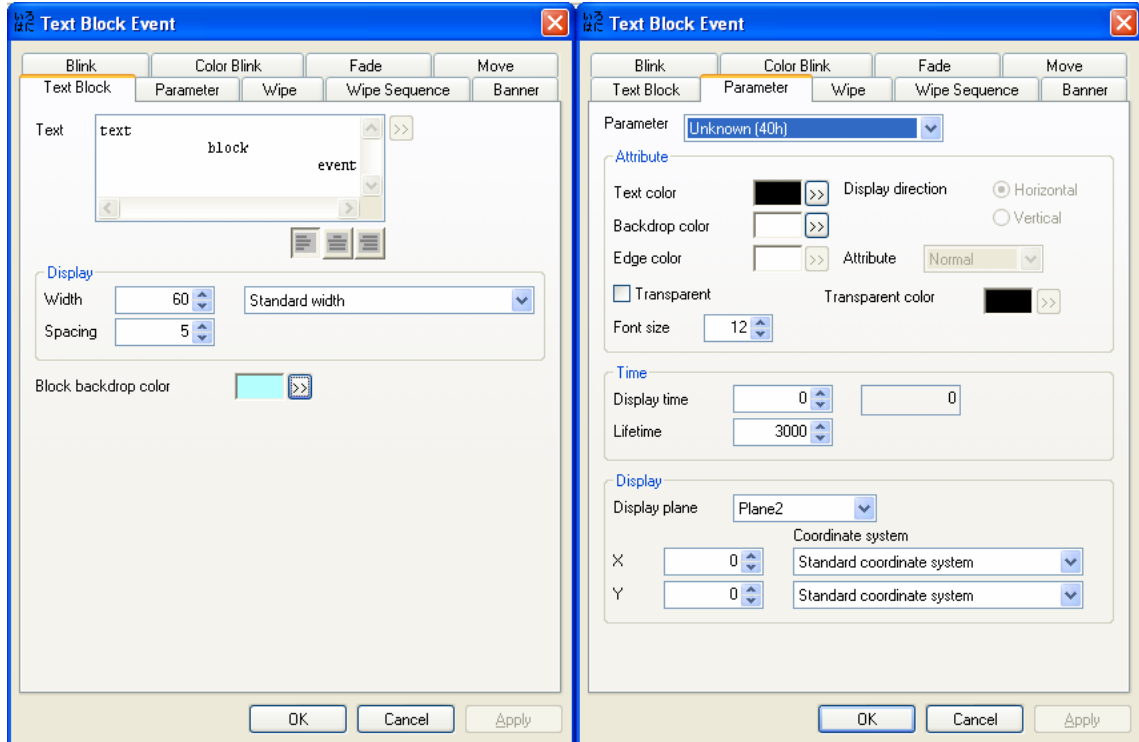 Text Block Event
Blink Color Blink Fade Move
Text Block Parameter Wipe Wipe Sequence Banner
Text
text
block
event
>>
Display
Width 60 Standard width
Spacing 5
Block backdrop color >>
OK Cancel Apply
Text Block Event
Blink Color Blink Fade Move
Text Block Parameter Wipe Wipe Sequence Banner
Parameter Unknown (40h)
Attribute
Text color >> Display direction Horizontal
Backdrop color >> Vertical
Edge color >> Attribute Normal
Transparent Transparent color >>
Font size 12
Time
Display time 0 0
Lifetime 3000
Display
Display plane Plane2
Coordinate system
X 0 Standard coordinate system
Y 0 Standard coordinate system
OK Cancel Apply